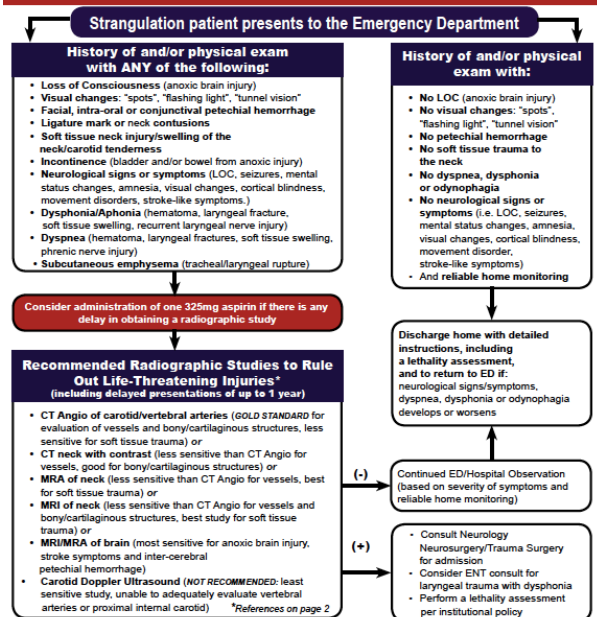 Strangulation patient presents to the Emergency Department
History of and/or physical exam
with ANY of the following:
• Loss of Consciousness (anoxic brain injury)
• Visual changes: “spots”, “flashing light”, “tunnel vision”
• Facial, intra-oral or conjunctival petechial hemorrhage
• Ligature mark or neck contusions
• Soft tissue neck injury/swelling of the
neck/carotid tenderness
• Incontinence (bladder and/or bowel from anoxic injury)
• Neurological signs or symptoms (LOC, seizures, mental
status changes, amnesia, visual changes, cortical blindness,
movement disorders, stroke-like symptoms.)
• Dysphonia/Aphonia (hematoma, laryngeal fracture,
soft tissue swelling, recurrent laryngeal nerve injury)
• Dyspnea (hematoma, laryngeal fractures, soft tissue swelling,
phrenic nerve injury)
• Subcutaneous emphysema (tracheal/laryngeal rupture)
Consider administration of one 325mg aspirin if there is any
delay in obtaining a radiographic study
Recommended Radiographic Studies to Rule
Out Life-Threatening Injuries*
(including delayed presentations of up to 1 year)
• CT Angio of carotid/vertebral arteries (GOLD STANDARD for
evaluation of vessels and bony/cartilaginous structures, less
sensitive for soft tissue trauma) or
• CT neck with contrast (less sensitive than CT Angio for
vessels, good for bony/cartilaginous structures) or
• MRA of neck (less sensitive than CT Angio for vessels, best
for soft tissue trauma) or
• MRI of neck (less sensitive than CT Angio for vessels and
bony/cartilaginous structures, best study for soft tissue
trauma) or
• MRI/MRA of brain (most sensitive for anoxic brain injury,
stroke symptoms and inter-cerebral
petechial hemorrhage)
• Carotid Doppler Ultrasound (NOT RECOMMENDED: least
sensitive study, unable to adequately evaluate vertebral
arteries or proximal internal carotid) *References on page 2
History of and/or physical
exam with:
• No LOC (anoxic brain injury)
• No visual changes: “spots”,
“flashing light”, “tunnel vision”
• No petechial hemorrhage
• No soft tissue trauma to
the neck
• No dyspnea, dysphonia
or odynophagia
• No neurological signs or
symptoms (i.e. LOC, seizures,
mental status changes, amnesia,
visual changes, cortical blindness,
movement disorder,
stroke-like symptoms)
- And reliable home monitoring
Discharge home with detailed
instructions, including
a lethality assessment,
and to return to ED if:
neurological signs/symptoms,
dyspnea, dysphonia or odynophagia
develops or worsens
(-)
Continued ED/Hospital Observation
(based on severity of symptoms and
reliable home monitoring)
(+)
- Consult Neurology
Neurosurgery/Trauma Surgery
for admission
- Consider ENT consult for
laryngeal trauma with dysphonia
- Perform a lethality assessment
per institutional policy